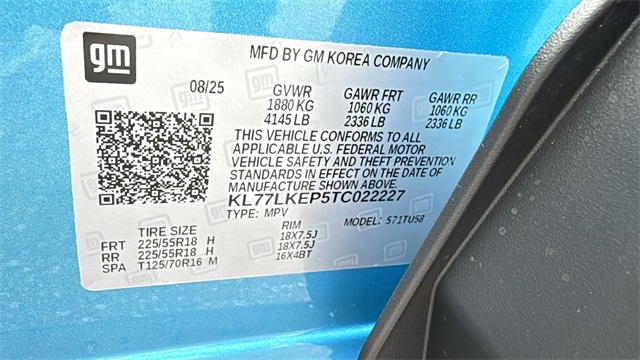 gm
MFD BY GM KOREA COMPANY
08/25 GVWR GAWR FRT GAWR RR
1880 KG 1060 KG 1060 KG
4145 LB 2336 LB 2336 LB
THIS VEHICLE CONFORMS TO ALL
APPLICABLE U.S. FEDERAL MOTOR
VEHICLE SAFETY AND THEFT PREVENTION
STANDARDS IN EFFECT ON THE DATE OF
MANUFACTURE SHOWN ABOVE.
KL77LKEP5TC022227
TYPE: MPV MODEL: 571TU58
TIRE SIZE RIM
FRT 225/55R18 H 18X7.5J
RR 225/55R18 H 18X7.5J
SPA T125/70R16 M 16X4BT